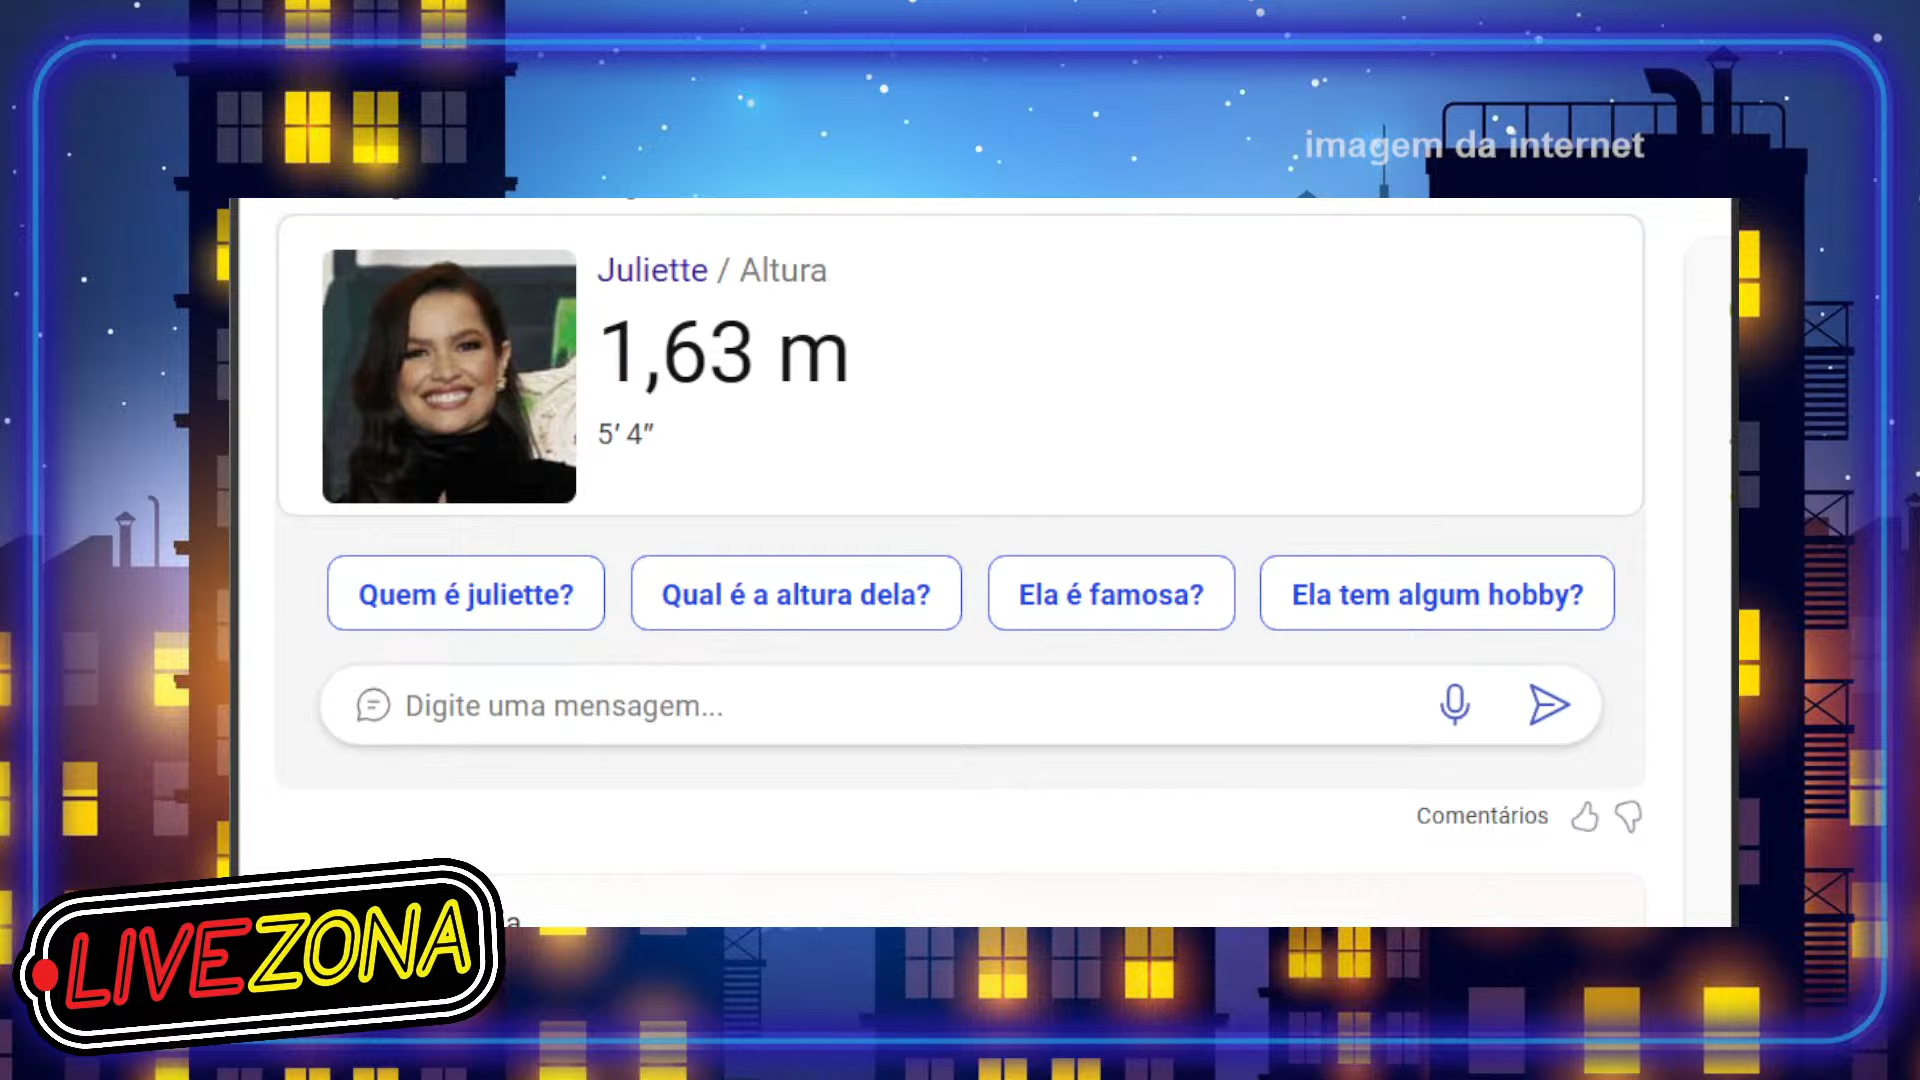 imagem da internet
Juliette / Altura
1,63 m
5' 4"
Quem é juliette?
Qual é a altura dela?
Ela é famosa?
Ela tem algum hobby?
Digite uma mensagem...
Comentários
LIVEZONA